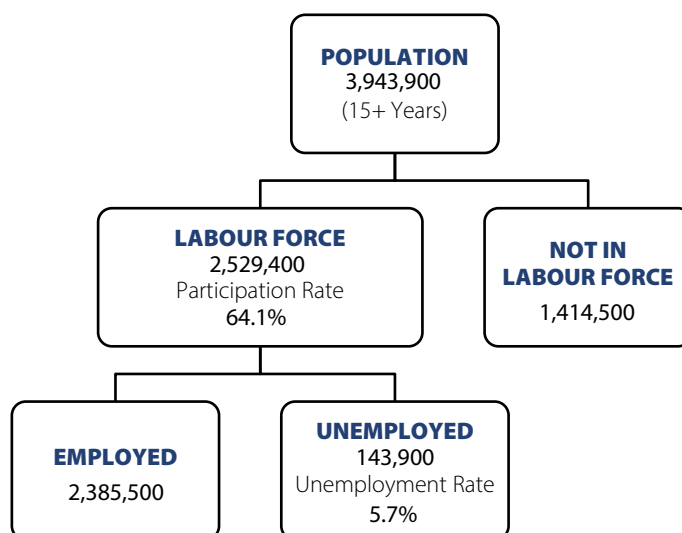 POPULATION
3,943,900
(15+ Years)
LABOUR FORCE
2,529,400
Participation Rate
64.1%
NOT IN
LABOUR FORCE
1,414,500
EMPLOYED
2,385,500
UNEMPLOYED
143,900
Unemployment Rate
5.7%